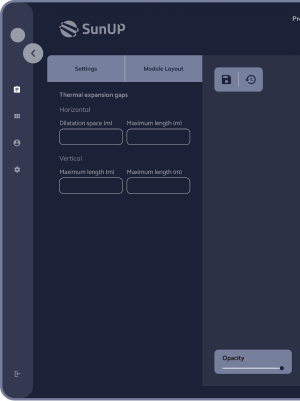 Pr
SunUP
Settings
Module Layout
Thermal expansion gaps
Horizontal
Dilatation space (m) Maximum length (m)
Vertical
Maximum length (m) Maximum length (m)
Opacity